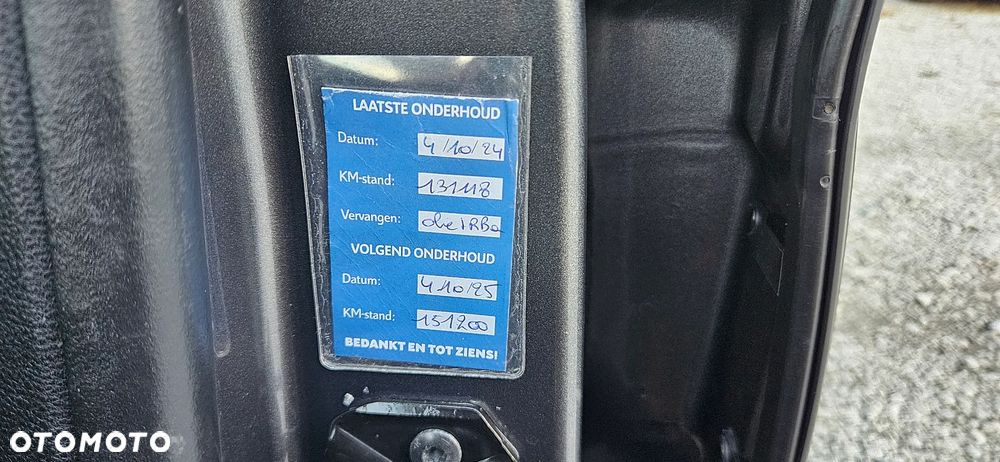 LAATSTE ONDERHOUD
Datum: 4/10/24
KM-stand: 131118
Vervangen:
VOLGEND ONDERHOUD
Datum: 4/10/25
KM-stand: 151200
BEDANKT EN TOT ZIENS!
OTOMOTO